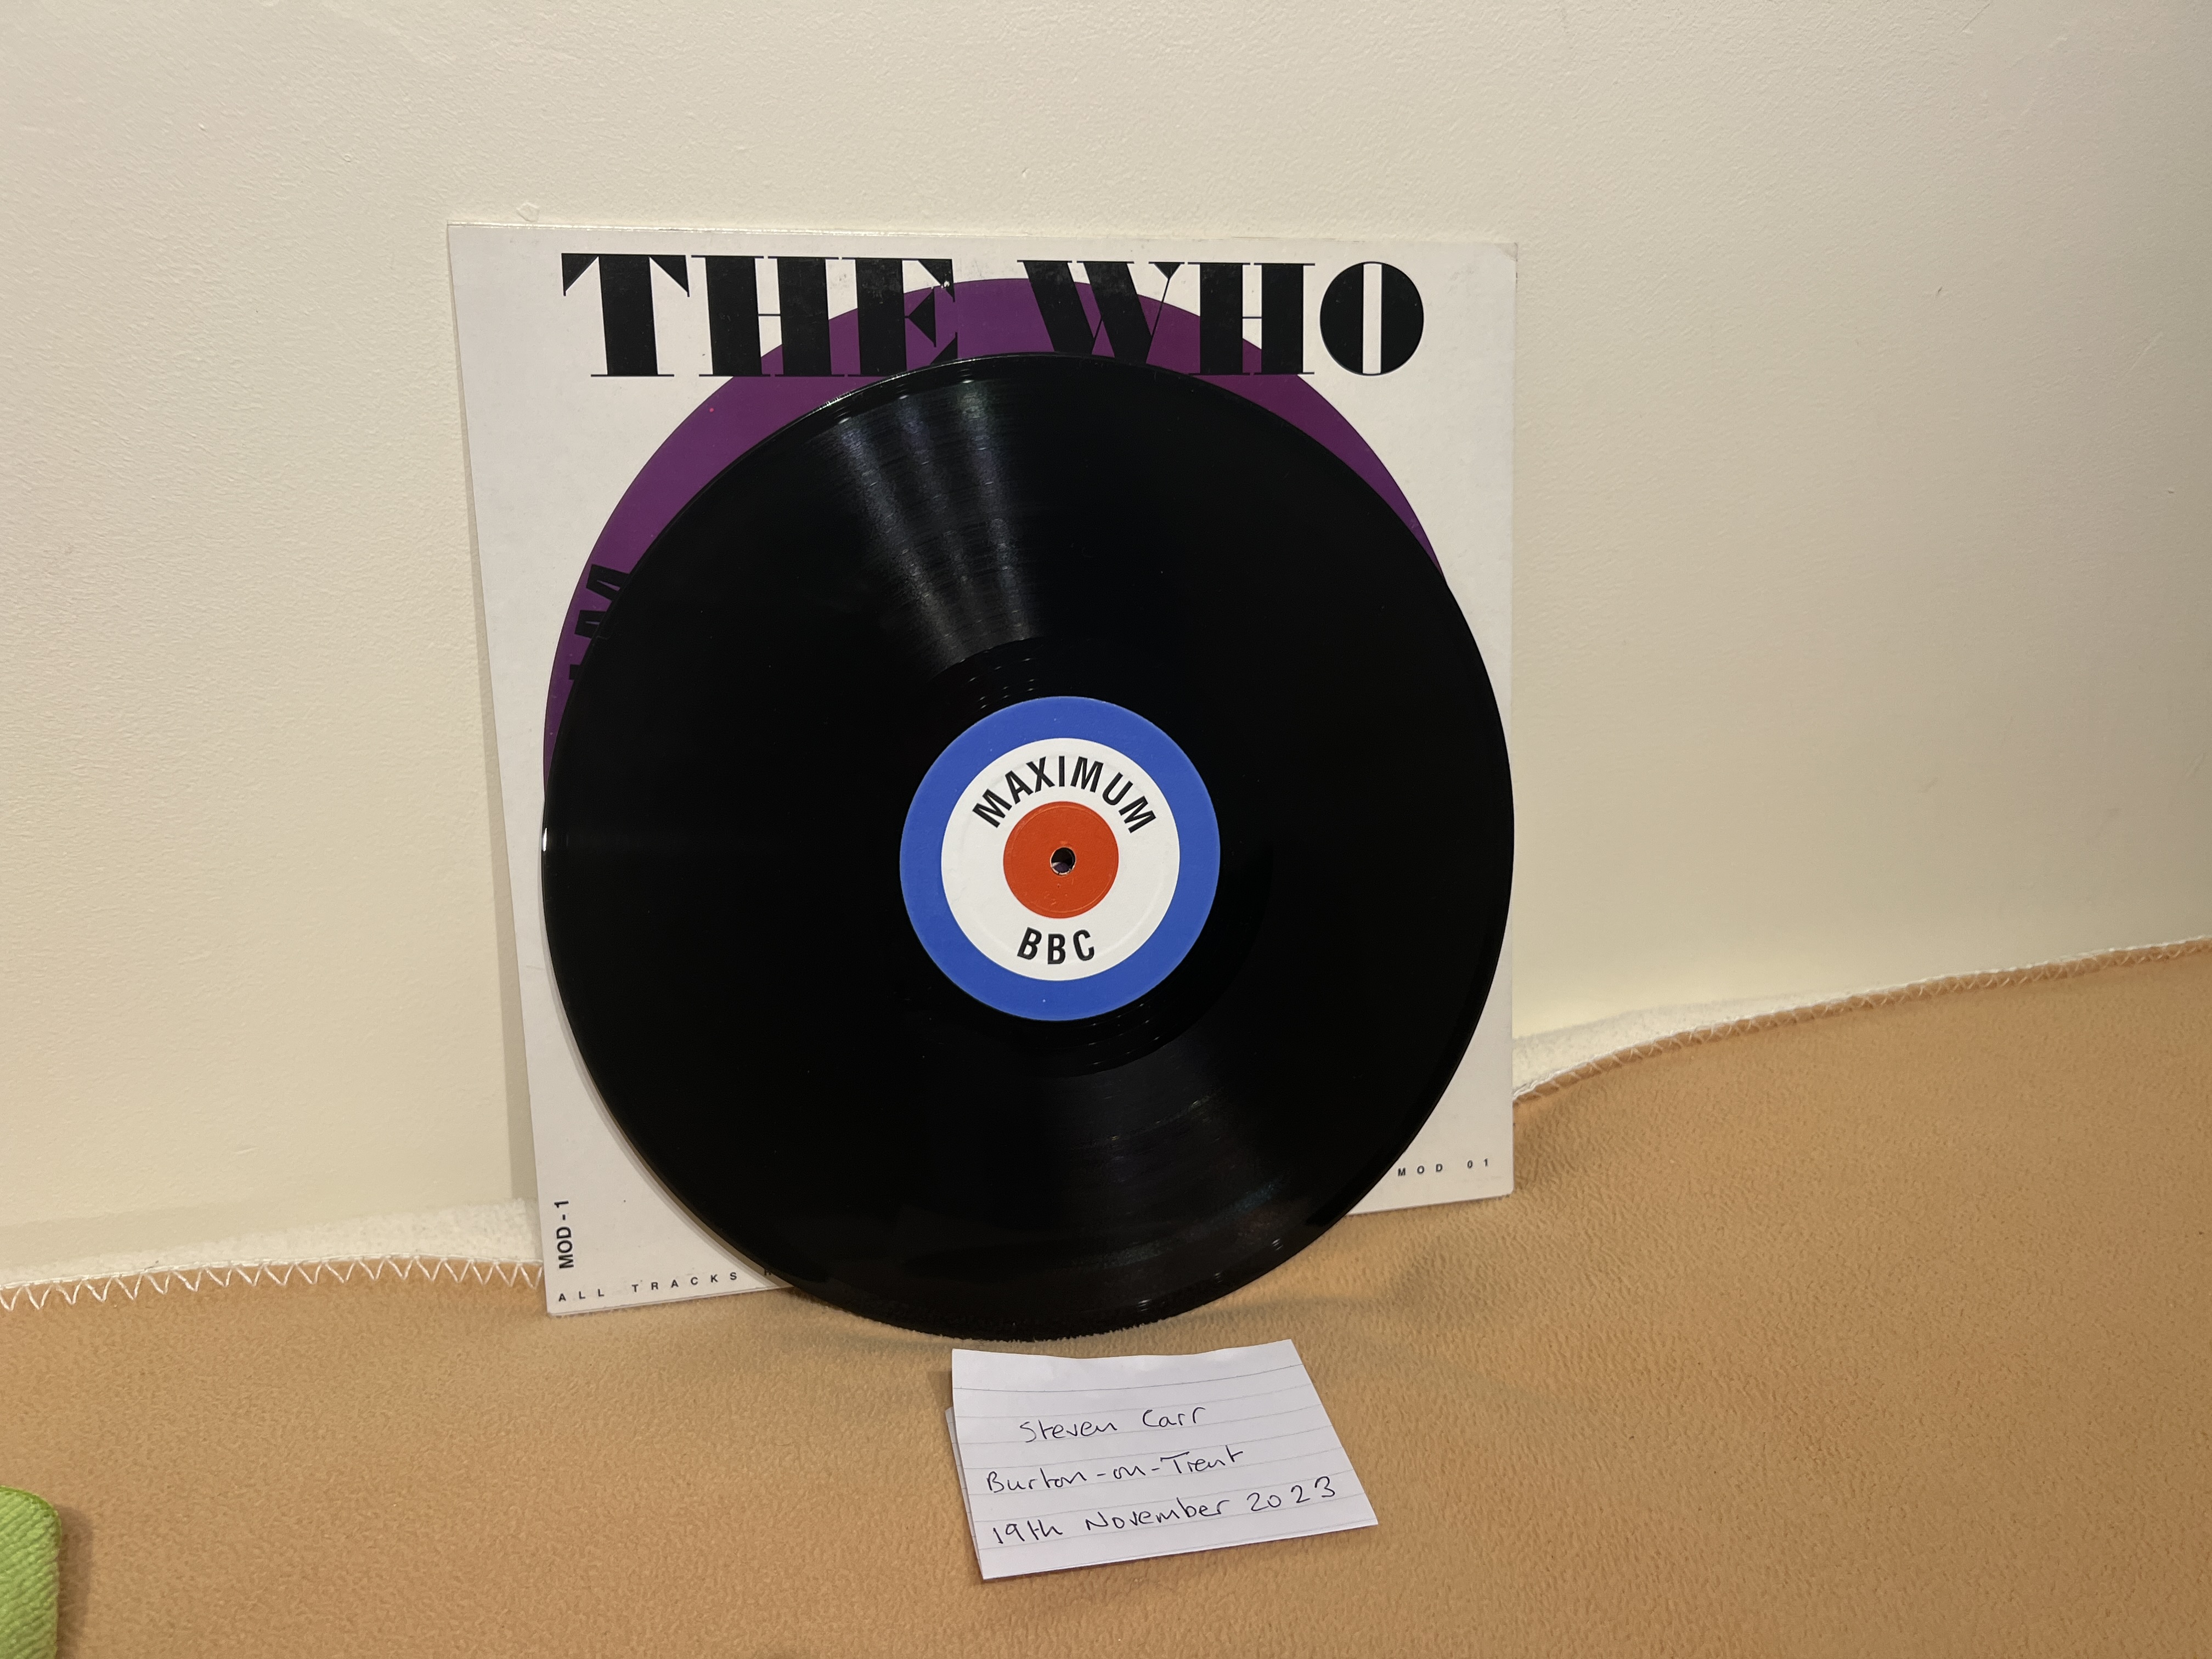 THE WHO
MAXIMUM
BBC
MOD - 1
ALL TRACKS
MOD 01
Steven Carr
Burton-on-Trent
19th November 2023